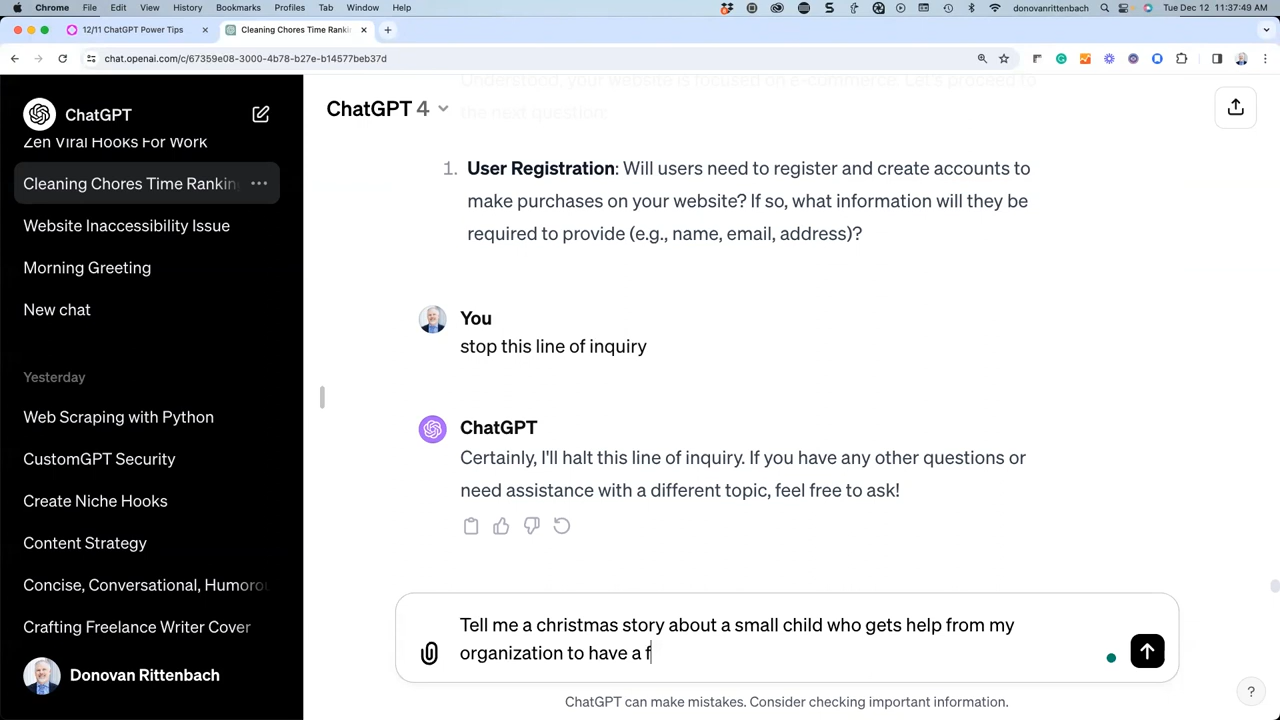 Chrome File Edit View History Bookmarks Profiles Tab Window Help donovanrittenbach Tue Dec 12 11:37:49 AM
12/11 ChatGPT Power Tips Cleaning Chores Time Rankin
chat.openai.com/c/67359e08-3000-4b78-b27e-b14577beb37d
ChatGPT
Zen Viral Hooks For Work
Cleaning Chores Time Rankin
Website Inaccessibility Issue
Morning Greeting
New chat
Yesterday
Web Scraping with Python
CustomGPT Security
Create Niche Hooks
Content Strategy
Concise, Conversational, Humoro
Crafting Freelance Writer Cover
Donovan Rittenbach
Understood, your website is focused on e-commerce. Let's proceed to
the next question:
ChatGPT 4
1. User Registration: Will users need to register and create accounts to
make purchases on your website? If so, what information will they be
required to provide (e.g., name, email, address)?
You
stop this line of inquiry
ChatGPT
Certainly, I'll halt this line of inquiry. If you have any other questions or
need assistance with a different topic, feel free to ask!
Tell me a christmas story about a small child who gets help from my
organization to have a f
ChatGPT can make mistakes. Consider checking important information.
?